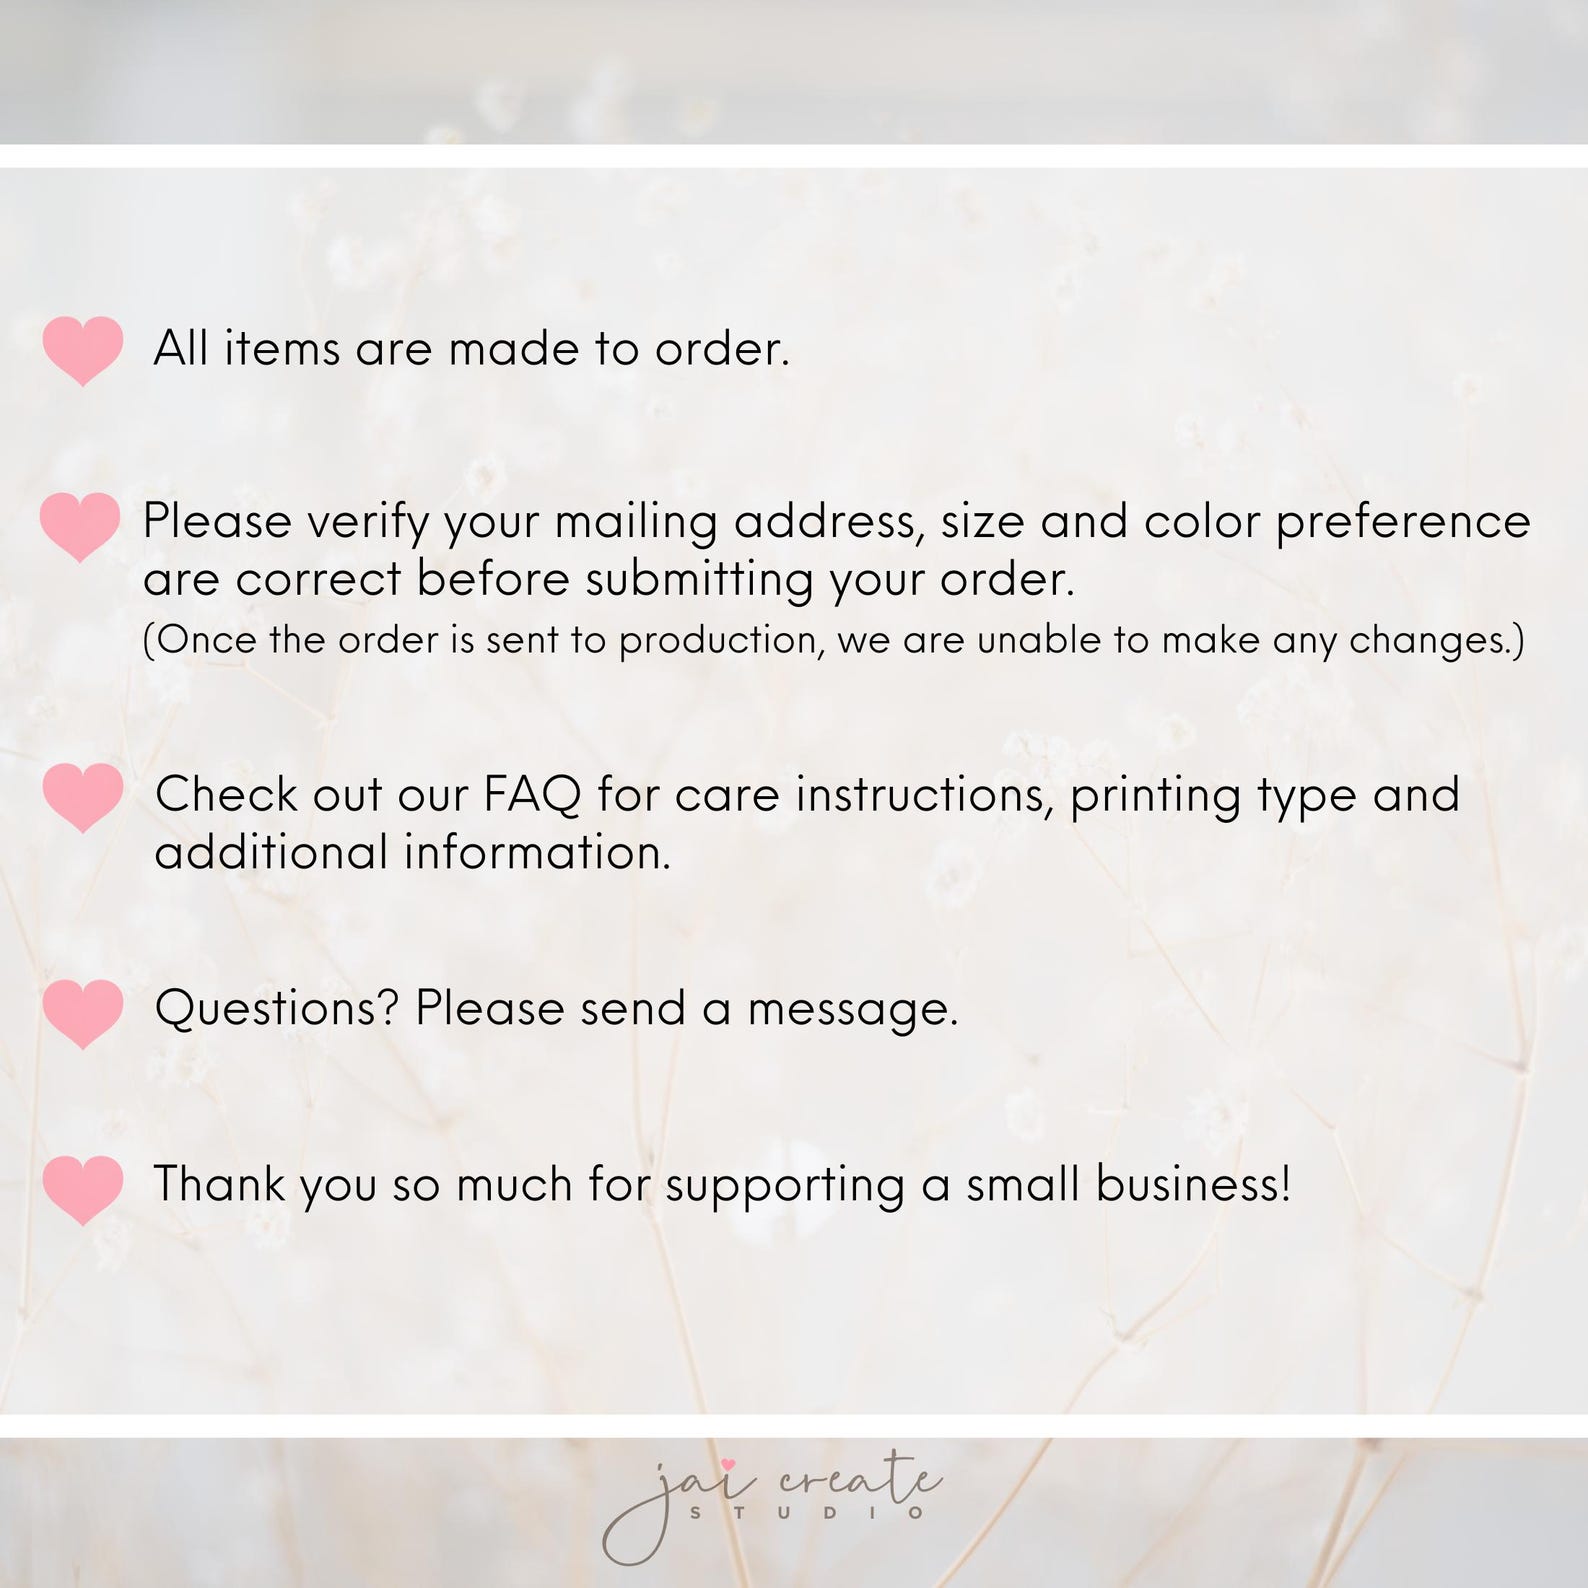 All items are made to order.
Please verify your mailing address, size and color preference
are correct before submitting your order.
(Once the order is sent to production, we are unable to make any changes.)
Check out our FAQ for care instructions, printing type and
additional information.
Questions? Please send a message.
Thank you so much for supporting a small business!
jai create
STUDIO